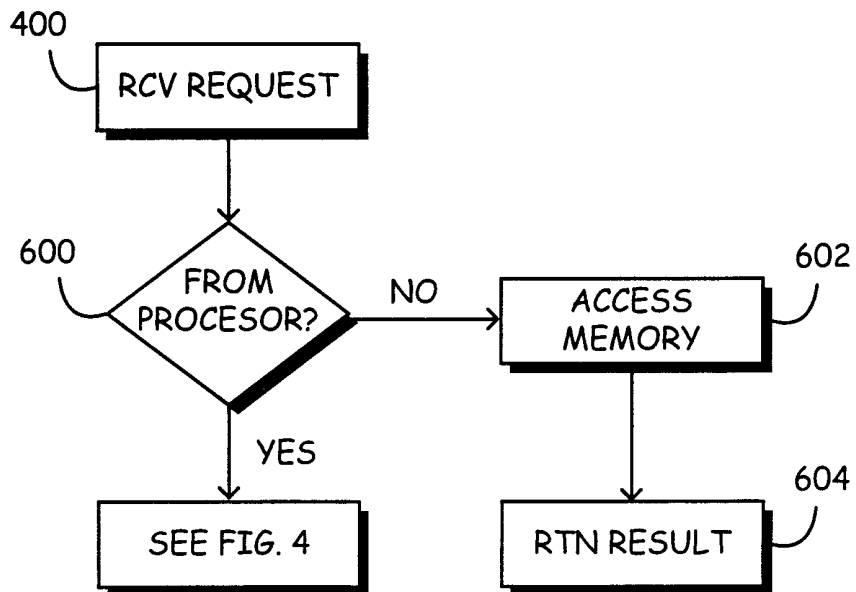 400
RCV REQUEST
600
FROM
PROCESOR?
NO
602
ACCESS
MEMORY
YES
604
SEE FIG. 4
RTN RESULT